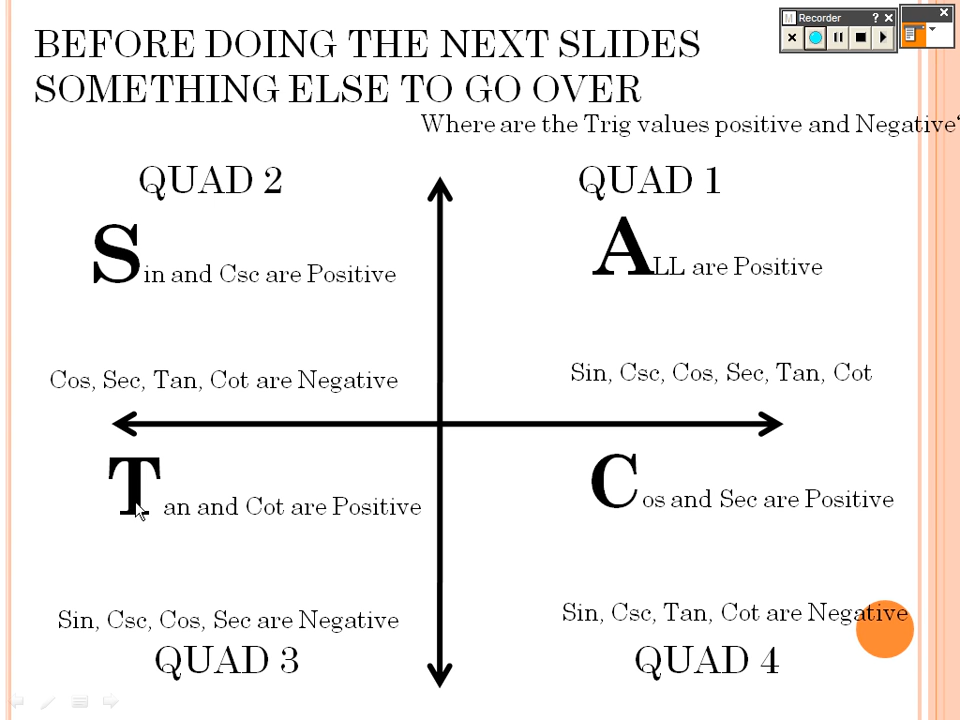 BEFORE DOING THE NEXT SLIDES
SOMETHING ELSE TO GO OVER
Recorder
Where are the Trig values positive and Negative
QUAD 2
QUAD 1
Sin and Csc are Positive
ALL are Positive
Cos, Sec, Tan, Cot are Negative
Sin, Csc, Cos, Sec, Tan, Cot
Tan and Cot are Positive
Cos and Sec are Positive
Sin, Csc, Cos, Sec are Negative
Sin, Csc, Tan, Cot are Negative
QUAD 3
QUAD 4